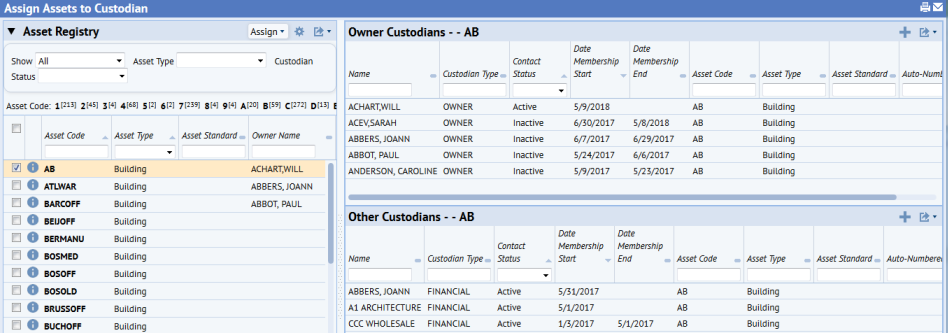 Assign Assets to Custodian
Asset Registry
Assign
Show All Asset Type Custodian
Status
Asset Code: 1[213] 2[45] 3[4] 4[68] 5[2] 6[2] 7[239] 8[4] 9[4] A[20] B[59] C[272] D[13]
Asset Code Asset Type Asset Standard Owner Name
AB Building ACHART,WILL
ATLWAR Building ABBERS, JOANN
BARCOFF Building ABBOT, PAUL
BEIJOFF Building
BERMANU Building
BOSMED Building
BOSOFF Building
BOSOLD Building
BRUSSOFF Building
BUCHOFF Building
Owner Custodians - - AB
Name Custodian Type Contact Status Date Membership Start Date Membership End Asset Code Asset Type Asset Standard Auto-Numb
ACHART,WILL OWNER Active 5/9/2018 AB Building
ACEV,SARAH OWNER Inactive 6/30/2017 5/8/2018 AB Building
ABBERS, JOANN OWNER Inactive 6/7/2017 6/29/2017 AB Building
ABBOT, PAUL OWNER Inactive 5/24/2017 6/6/2017 AB Building
ANDERSON, CAROLINE OWNER Inactive 5/9/2017 5/23/2017 AB Building
Other Custodians - - AB
Name Custodian Type Contact Status Date Membership Start Date Membership End Asset Code Asset Type Asset Standard Auto-Numbere
ABBERS, JOANN FINANCIAL Active 5/31/2017 AB Building
A1 ARCHITECTURE FINANCIAL Active 5/1/2017 AB Building
CCC WHOLESALE FINANCIAL Active 1/3/2017 5/1/2017 AB Building